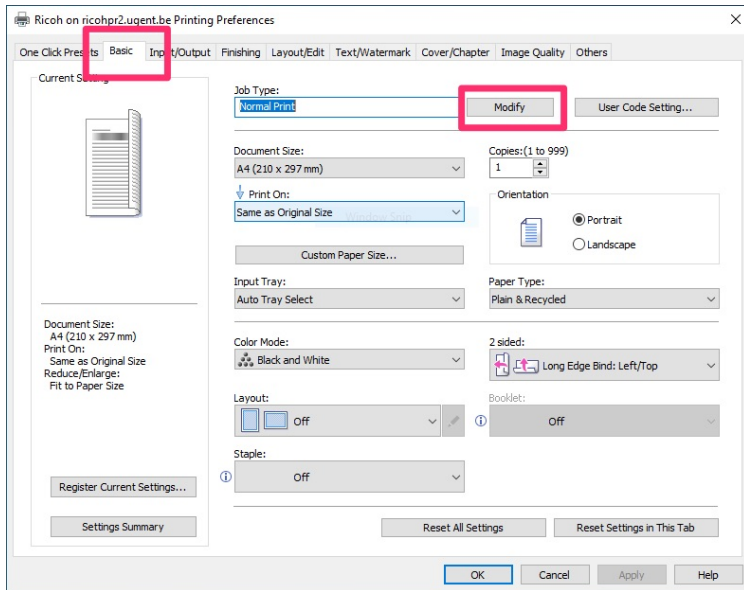 Ricoh on ricohpr2.ugent.be Printing Preferences
One Click Presets Basic Input/Output Finishing Layout/Edit Text/Watermark Cover/Chapter Image Quality Others
Current Setting
Job Type:
Normal Print Modify User Code Setting...
Document Size: Copies:(1 to 999)
A4 (210 x 297 mm) 1
Print On: Orientation
Same as Original Size Window Snip Portrait
Landscape
Custom Paper Size...
Input Tray: Paper Type:
Auto Tray Select Plain & Recycled
Document Size:
A4 (210 x 297 mm)
Print On:
Same as Original Size
Reduce/Enlarge:
Fit to Paper Size
Color Mode: 2 sided:
Black and White Long Edge Bind: Left/Top
Layout: Booklet:
Off Off
Staple:
Off
Register Current Settings...
Settings Summary Reset All Settings Reset Settings in This Tab
OK Cancel Apply Help